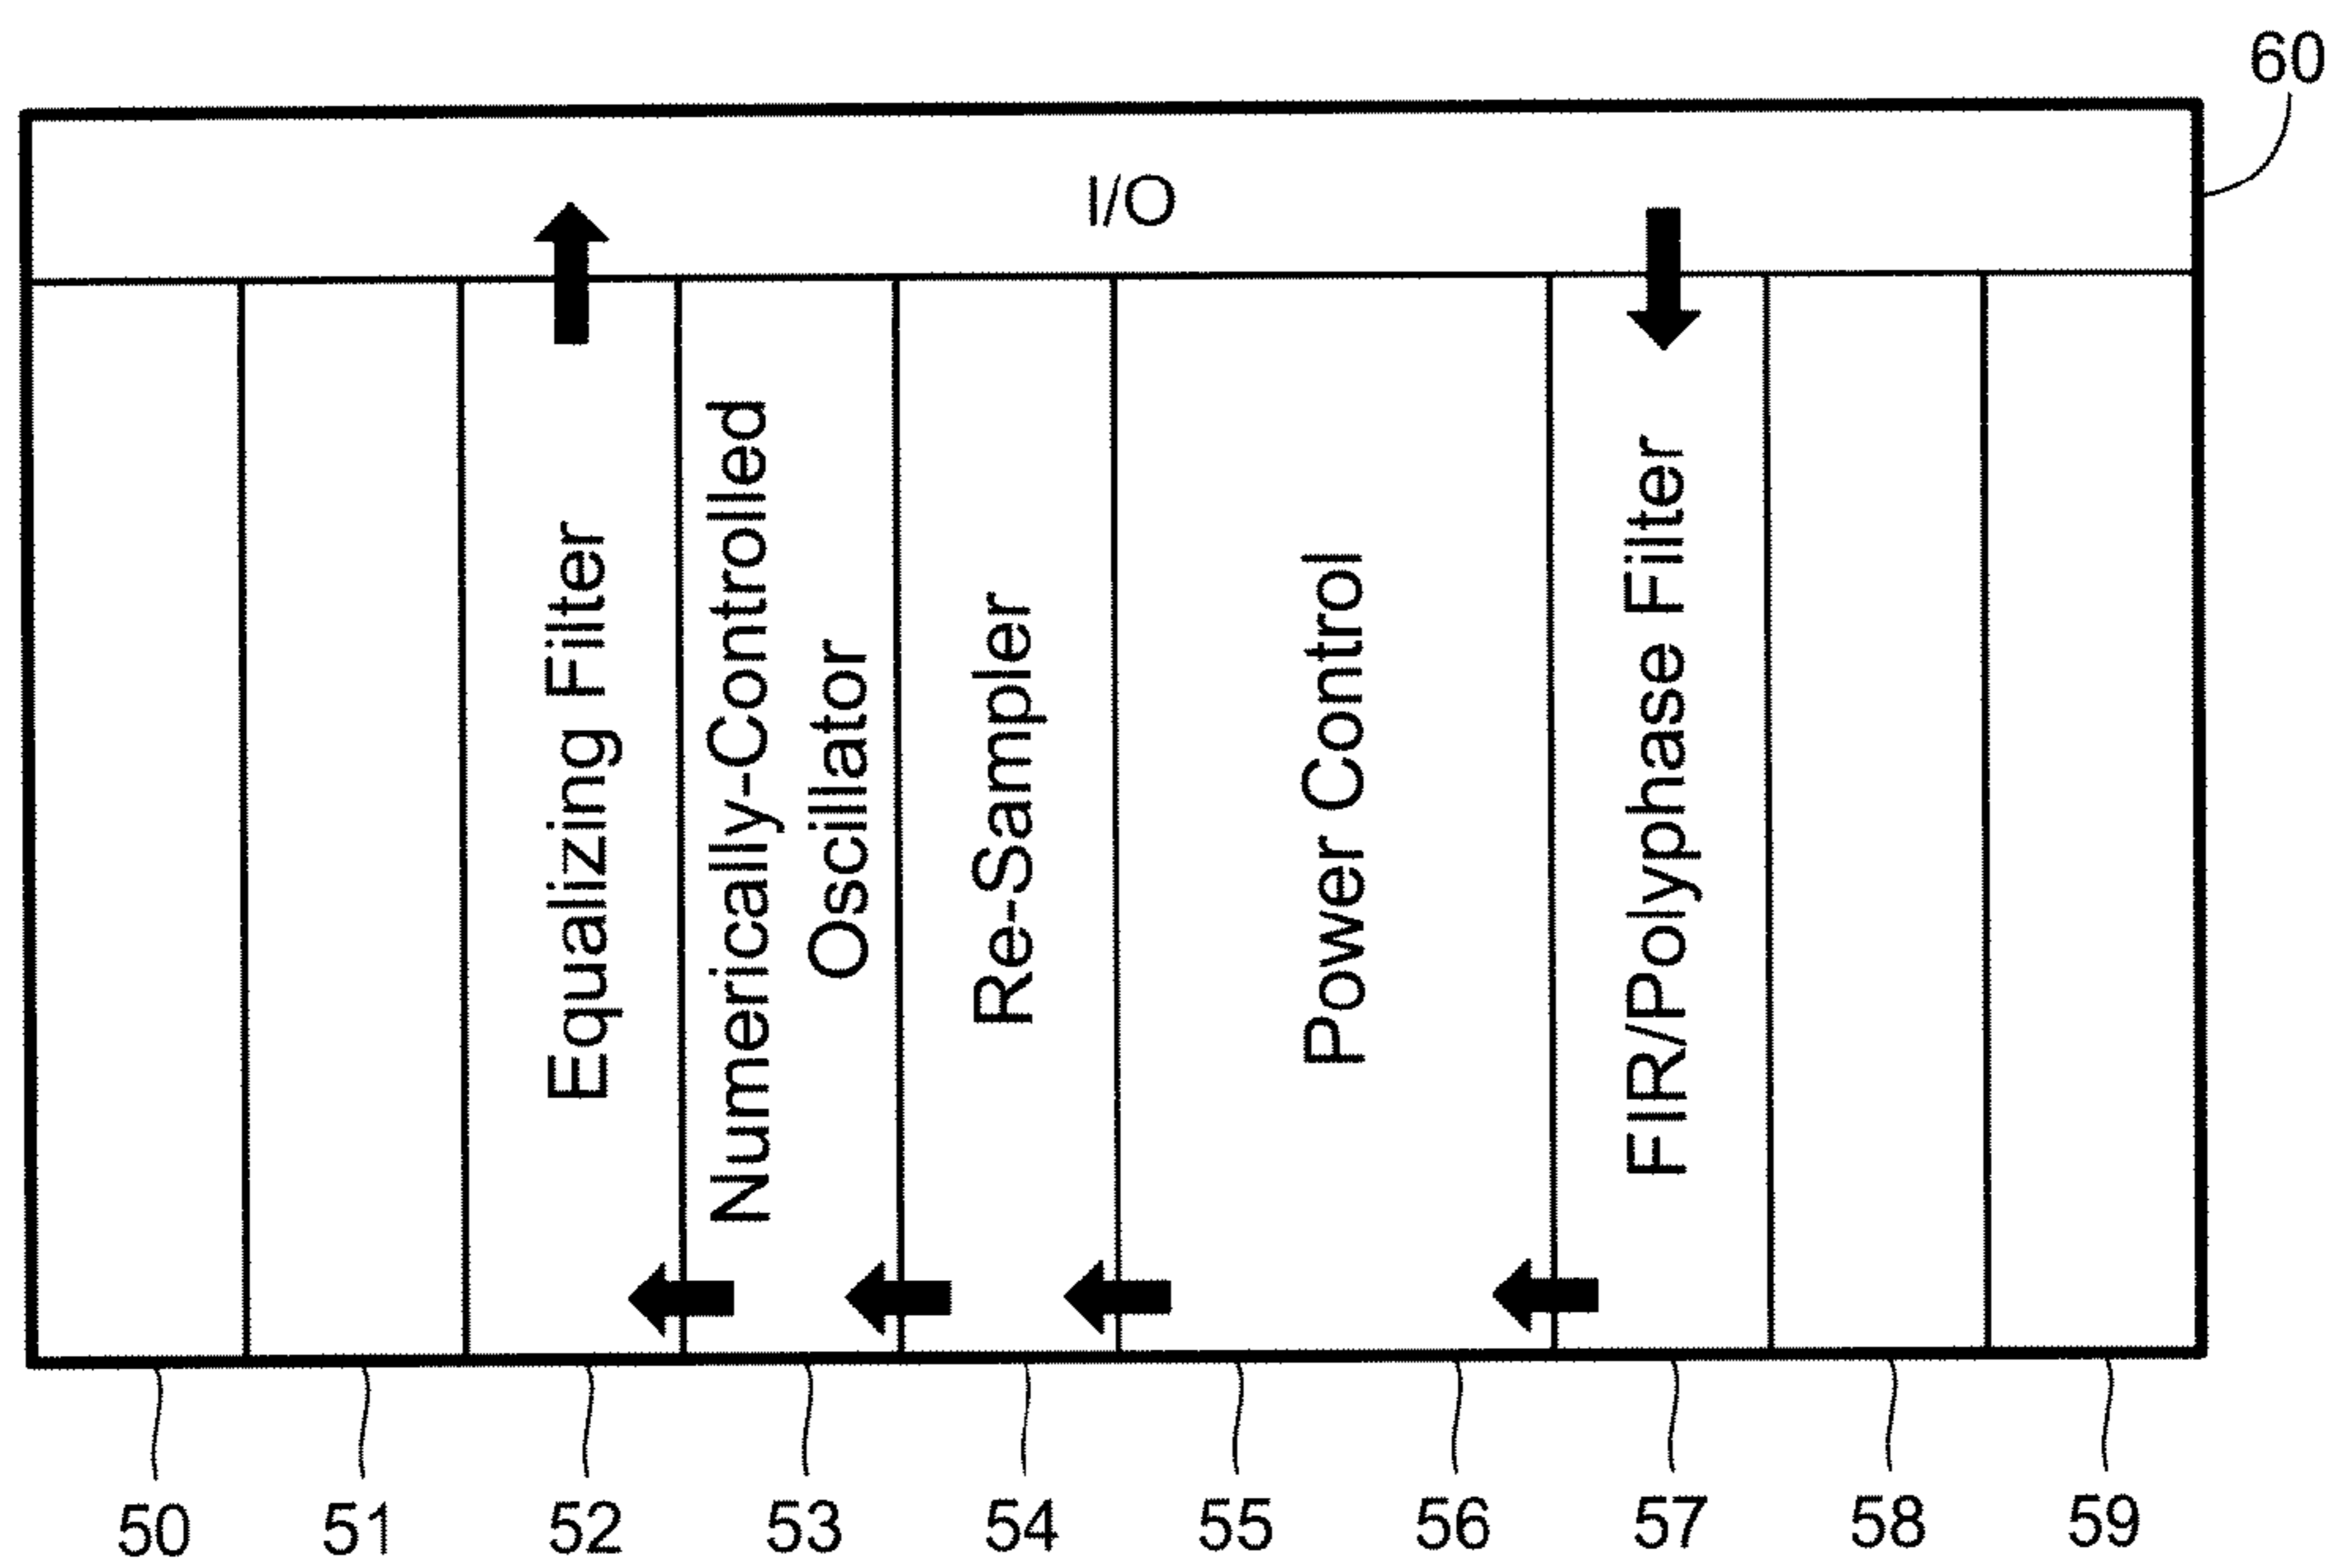 60
I/O
Equalizing Filter
Numerically-Controlled
Oscillator
Re-Sampler
Power Control
FIR/Polyphase Filter
50 51 52 53 54 55 56 57 58 59